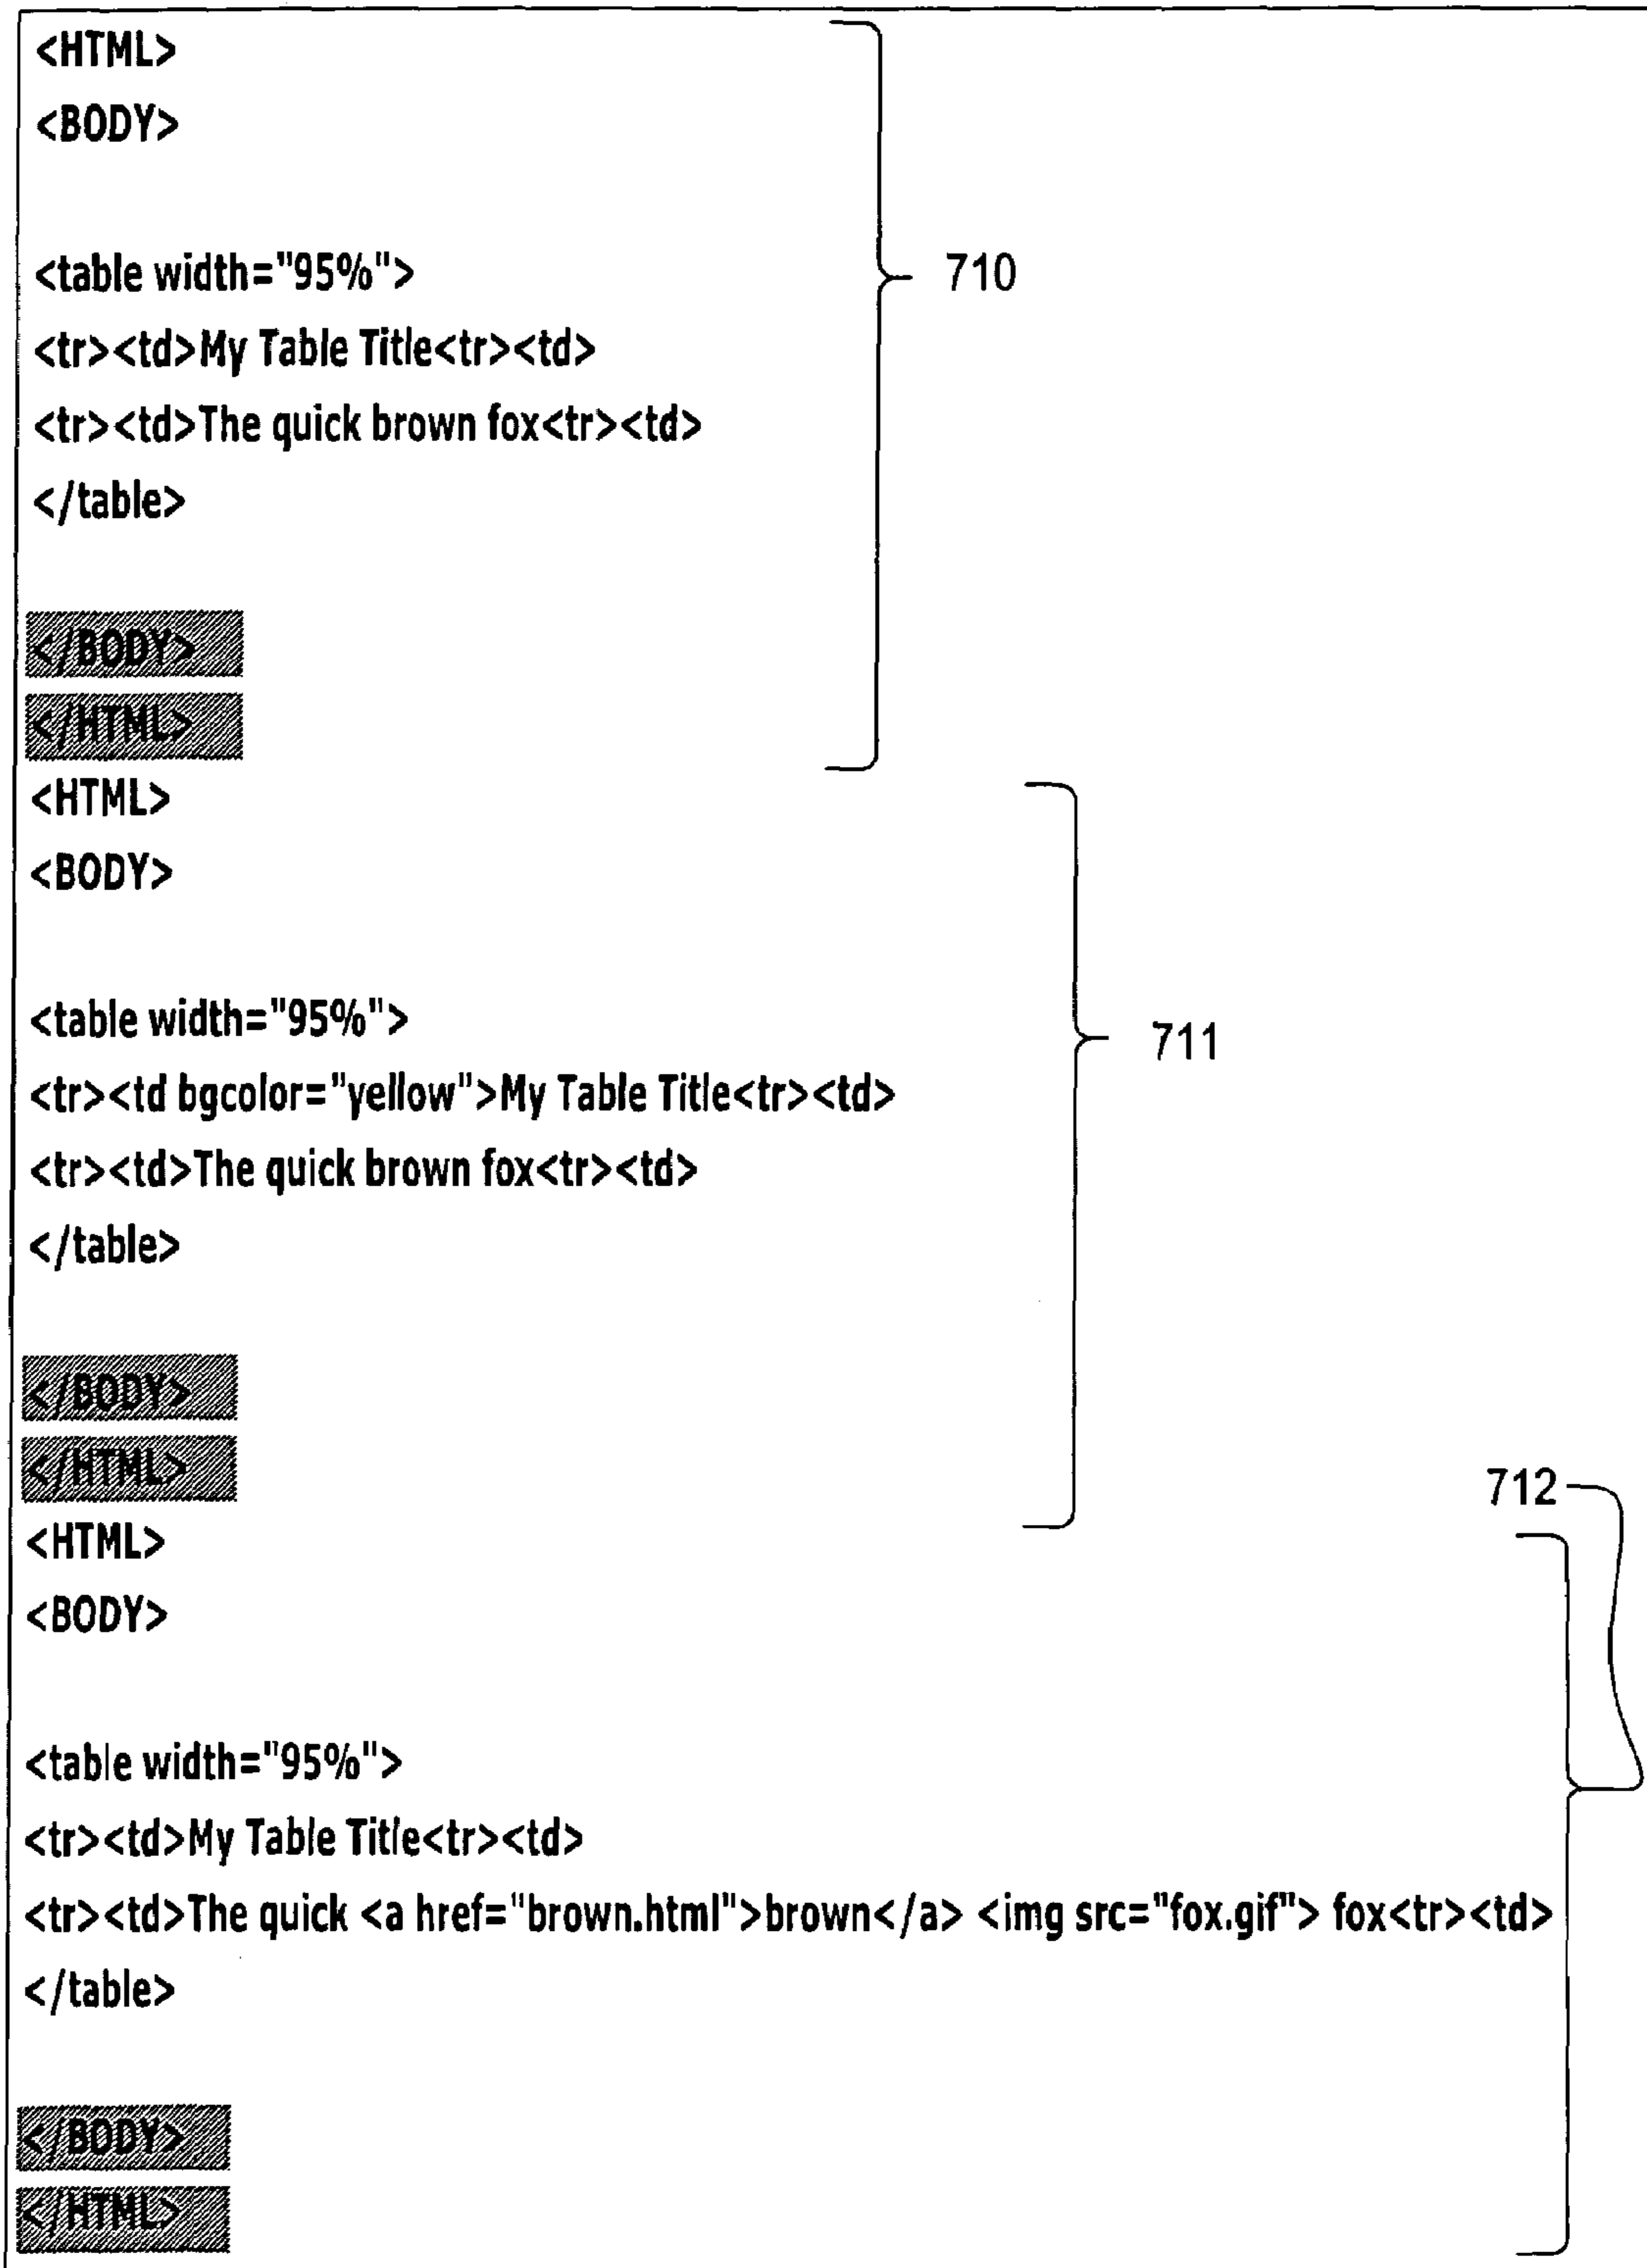 <HTML>
<BODY>
<table width="95%">
<tr><td>My Table Title<tr><td>
<tr><td>The quick brown fox<tr><td>
</table>
710
</BODY>
</HTML>
<HTML>
<BODY>
<table width="95%">
<tr><td bgcolor="yellow">My Table Title<tr><td>
<tr><td>The quick brown fox<tr><td>
</table>
711
</BODY>
</HTML>
712
<HTML>
<BODY>
<table width="95%">
<tr><td>My Table Title<tr><td>
<tr><td>The quick <a href="brown.html">brown</a> <img src="fox.gif"> fox<tr><td>
</table>
</BODY>
</HTML>